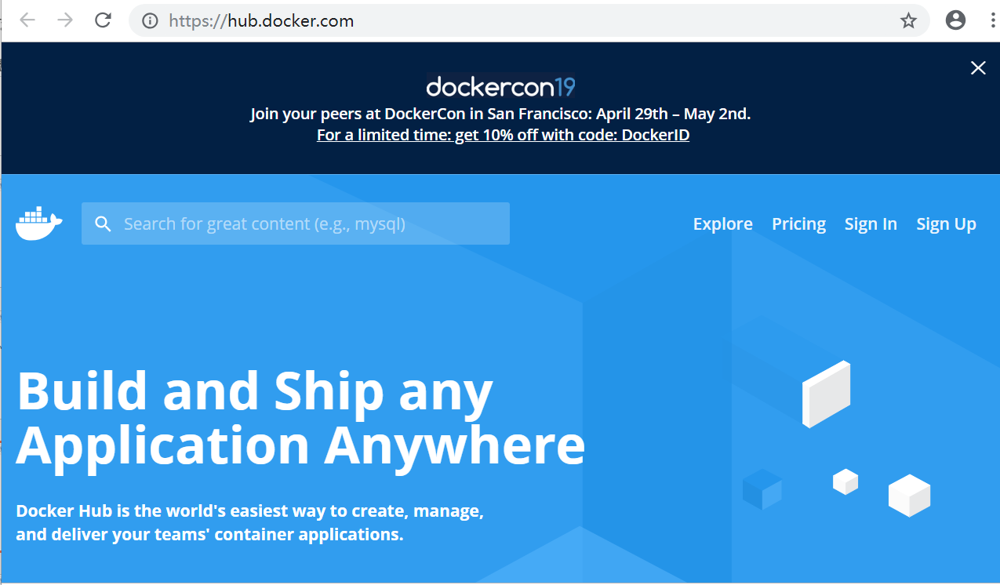 https://hub.docker.com
dockercon19
Join your peers at DockerCon in San Francisco: April 29th – May 2nd.
For a limited time: get 10% off with code: DockerID
Search for great content (e.g., mysql)
Explore Pricing Sign In Sign Up
Build and Ship any
Application Anywhere
Docker Hub is the world's easiest way to create, manage,
and deliver your teams' container applications.